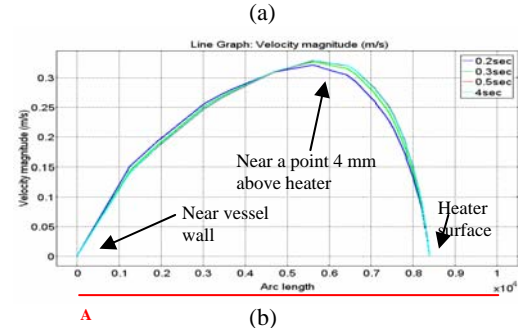 (a)
Line Graph: Velocity magnitude (m/s)
Velocity magnitude (m/s)
0.3
0.25
0.2
0.15
0.1
0.05
0
0.2sec
0.3sec
0.5sec
4sec
Near a point 4 mm
above heater
Near vessel
wall
Heater
surface
0 0.1 0.2 0.3 0.4 0.5 0.6 0.7 0.8 0.9 1
Arc length
x 10⁴
A
(b)